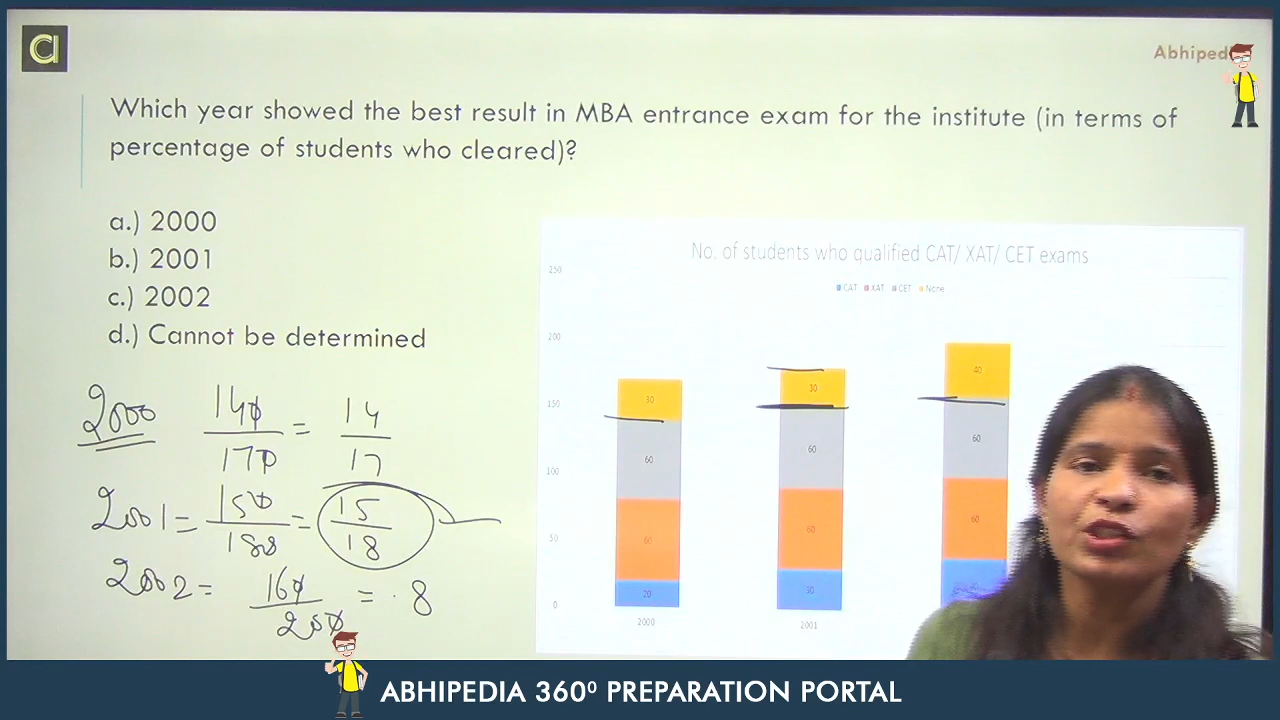 CA
Abhipedi
Which year showed the best result in MBA entrance exam for the institute (in terms of
percentage of students who cleared)?
a.) 2000
b.) 2001
c.) 2002
d.) Cannot be determined
No. of students who qualified CAT/ XAT/ CET exams
CAT XAT CET None
250
200
150
100
50
0
30
60
60
20
2000
30
60
60
30
2001
40
60
60
2000 140/170 = 14/17
2001 = 150/180 = 15/18
2002 = 160/200 = .8
ABHIPEDIA 360⁰ PREPARATION PORTAL